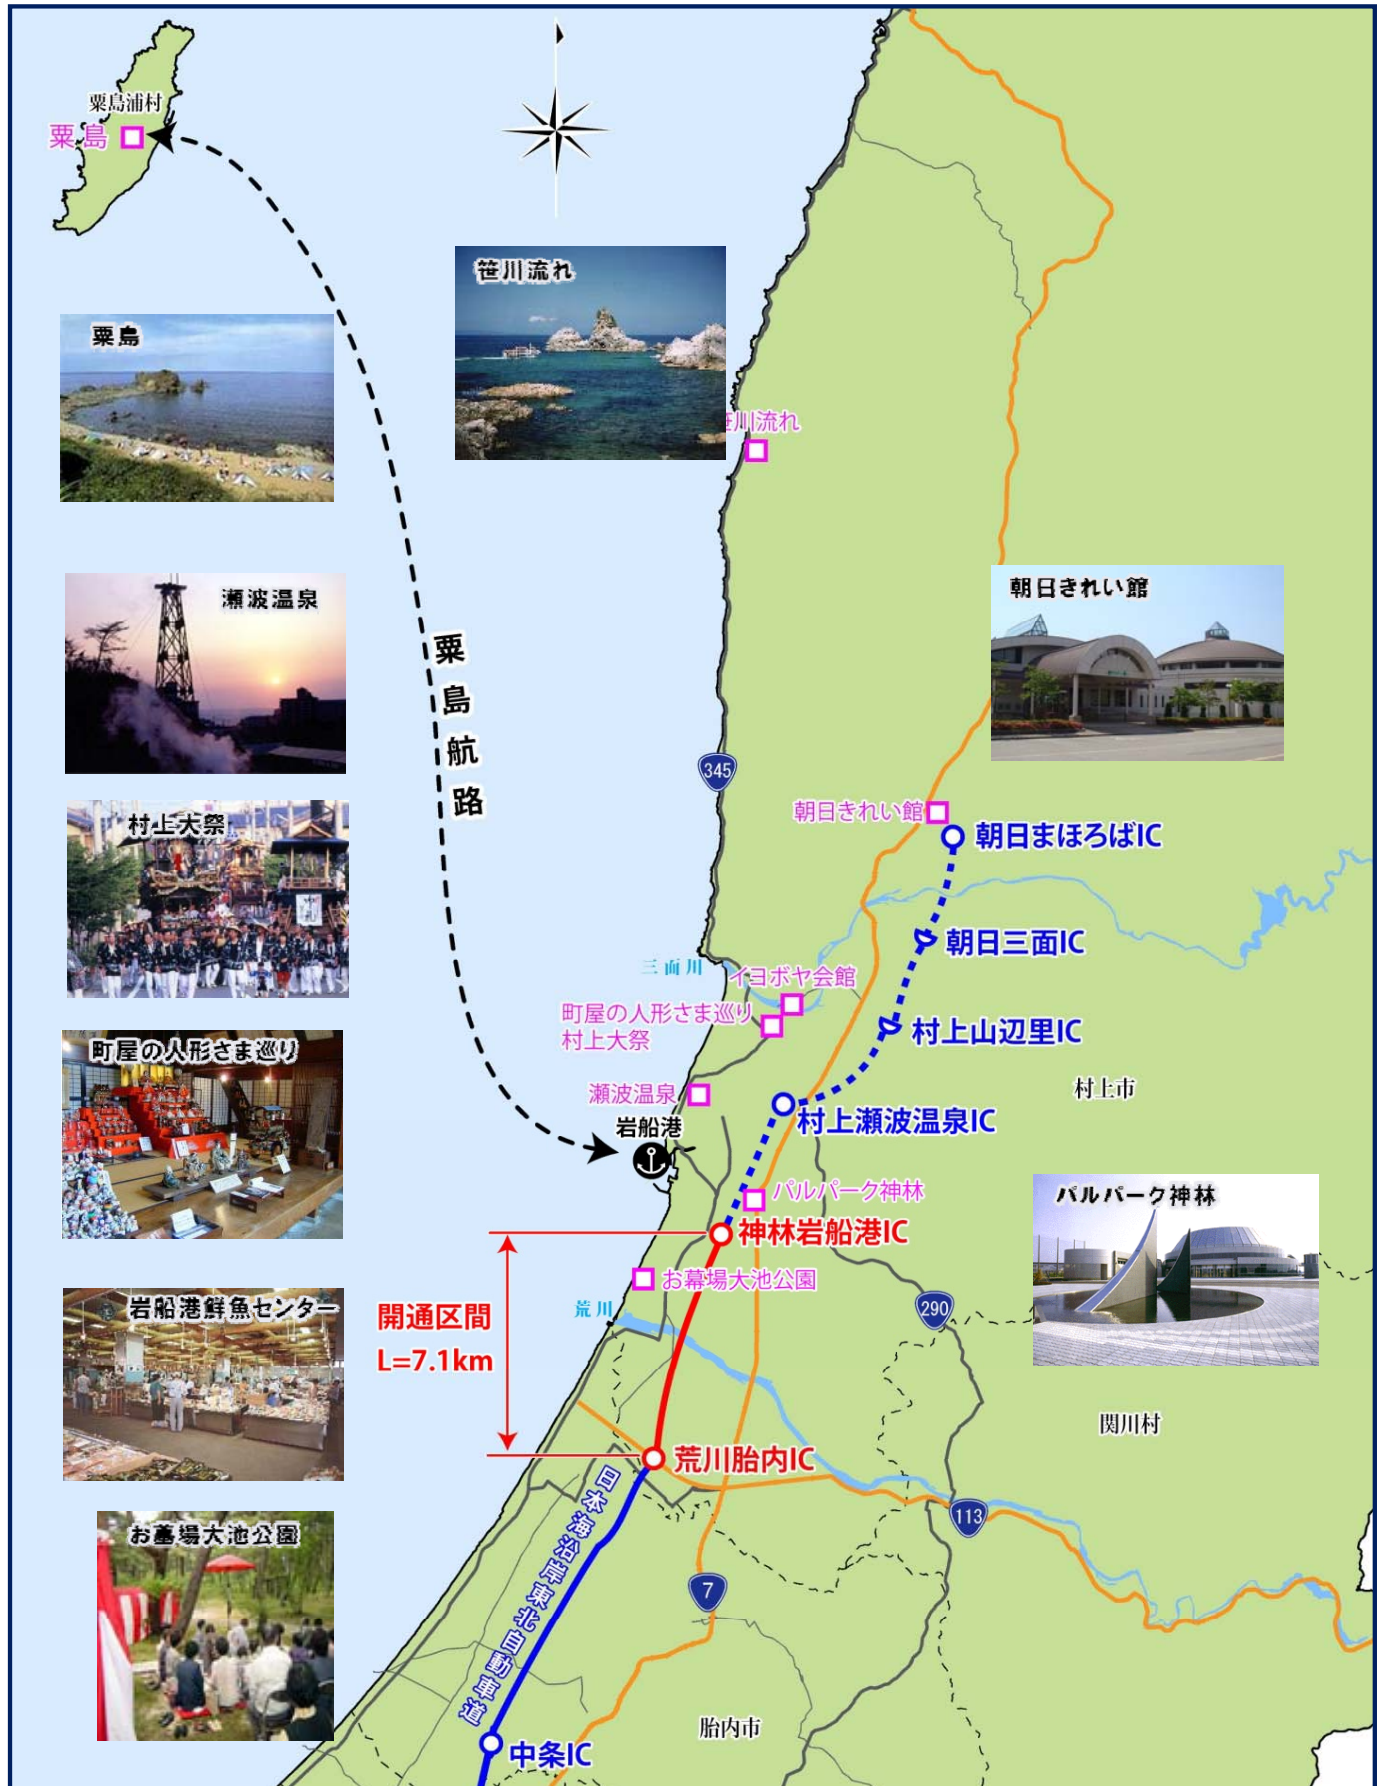 粟島浦村
粟島
笹川流れ
粟島
川流れ
朝日きれい館
瀬波温泉
粟島航路
345
朝日きれい館
村上大祭
朝日まほろばIC
朝日三面IC
三面川
イヨボヤ会館
町屋の人形さま巡り
村上大祭
村上山辺里IC
町屋の人形さま巡り
瀬波温泉
村上市
村上瀬波温泉IC
岩船港
パルパーク神林
パルパーク神林
神林岩船港IC
お幕場大池公園
岩船港鮮魚センター
荒川
290
開通区間
L=7.1km
関川村
荒川胎内IC
日本海沿岸東北自動車道
113
お幕場大池公園
7
胎内市
中条IC